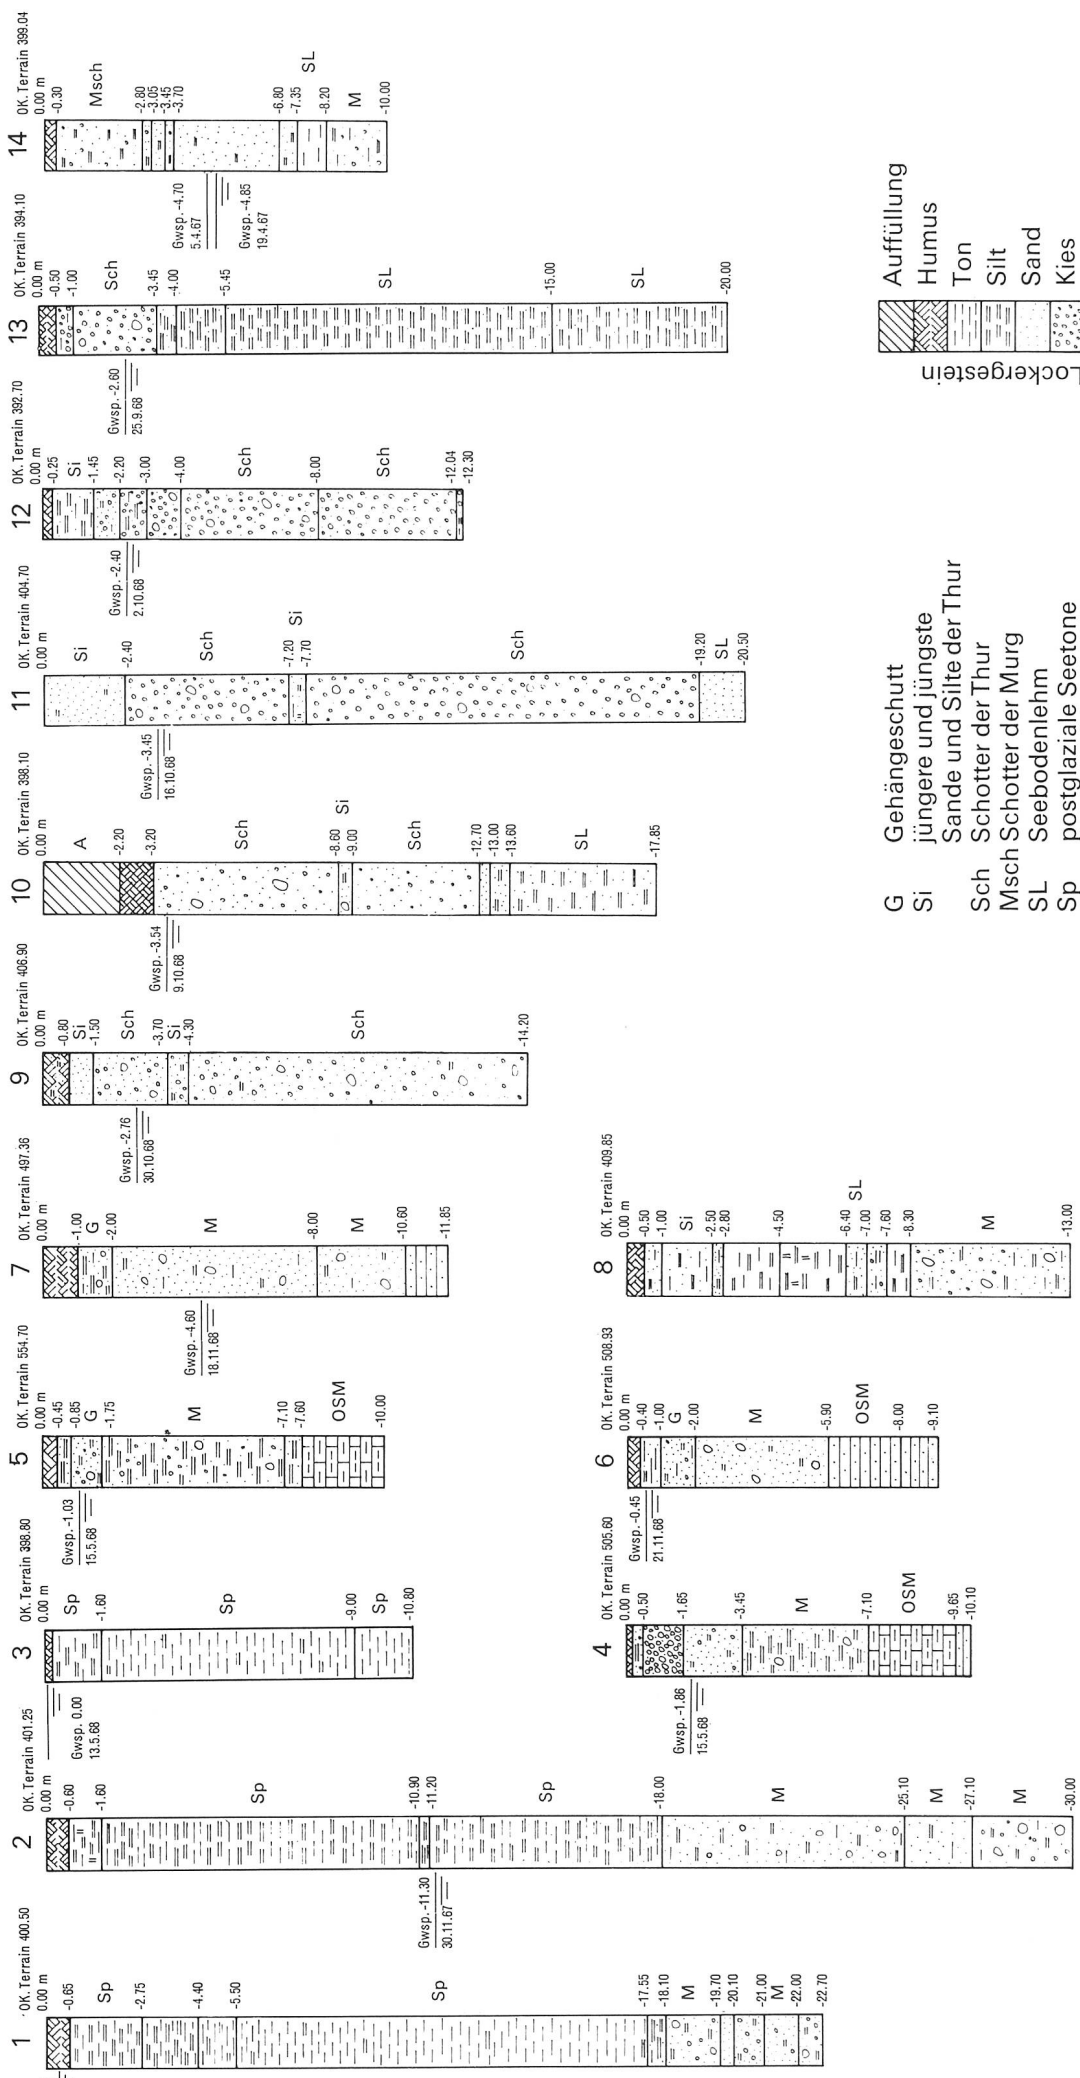 1
OK. Terrain 400.50
0.00 m
-0.65
Sp
-2.75
-4.40
-5.50
Sp
-17.55
-18.10
M
-19.70
-20.10
-21.00
M
-22.00
-22.70
2
OK. Terrain 401.25
0.00 m
-0.60
-1.60
Sp
-10.90
-11.20
Sp
-18.00
M
-25.10
M
-27.10
M
-30.00
Gwsp. -11.30
30.11.67
3
OK. Terrain 398.80
0.00 m
Sp
-1.60
Sp
-9.00
Sp
-10.80
Gwsp. 0.00
13.5.68
4
OK. Terrain 505.60
0.00 m
-0.50
-1.65
-3.45
M
-7.10
OSM
-9.65
-10.10
Gwsp. -1.86
15.5.68
5
OK. Terrain 554.70
0.00 m
-0.45
-0.85
G
-1.75
M
-7.10
-7.60
OSM
-10.00
Gwsp. -1.03
15.5.68
6
OK. Terrain 508.93
0.00 m
-0.40
-1.00
G
-2.00
M
-5.90
OSM
-8.00
-9.10
Gwsp. -0.45
21.11.68
7
OK. Terrain 497.36
0.00 m
-1.00
G
-2.00
M
-8.00
M
-10.60
-11.85
Gwsp. -4.60
18.11.68
8
OK. Terrain 409.85
0.00 m
-0.50
-1.00
Si
-2.50
-2.80
-4.50
-6.40
SL
-7.00
-7.60
-8.30
M
-13.00
9
OK. Terrain 406.90
0.00 m
-0.80
Si
-1.50
Sch
-3.70
Si
-4.30
Sch
-14.20
Gwsp. -2.76
30.10.68
10
OK. Terrain 398.10
0.00 m
A
-2.20
-3.20
Sch
-8.60
Si
-9.00
Sch
-12.70
-13.00
-13.60
SL
-17.85
Gwsp. -3.54
9.10.68
11
OK. Terrain 404.70
0.00 m
Si
-2.40
Sch
-7.20
Si
-7.70
Sch
-19.20
SL
-20.50
Gwsp. -3.45
16.10.68
12
OK. Terrain 392.70
0.00 m
-0.25
Si
-1.45
-2.20
-3.00
-4.00
Sch
-8.00
Sch
-12.04
-12.30
Gwsp. -2.40
2.10.68
13
OK. Terrain 394.10
0.00 m
-0.50
-1.00
Sch
-3.45
-4.00
-5.45
SL
-15.00
SL
-20.00
Gwsp. -2.60
25.9.68
14
OK. Terrain 399.04
0.00 m
-0.30
Msch
-2.80
-3.05
-3.45
-3.70
-6.80
-7.35
SL
-8.20
M
-10.00
Gwsp. -4.70
5.4.67
Gwsp. -4.85
19.4.67
G Gehängeschutt
Si jüngere und jüngste
Sande und Silte der Thur
Sch Schotter der Thur
Msch Schotter der Murg
SL Seebodenlehm
Sp postglaziale Seetone
Lockergestein
Auffüllung
Humus
Ton
Silt
Sand
Kies